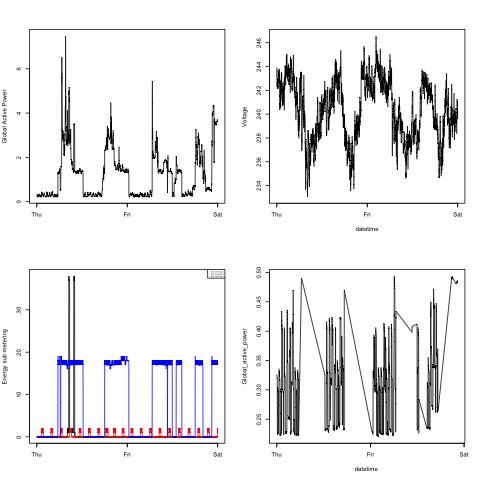 Global Active Power
0 2 4 6
Thu Fri Sat
Voltage
234 236 238 240 242 244 246
Thu Fri Sat
datetime
Energy sub metering
0 10 20 30
Thu Fri Sat
Global_active_power
0.25 0.30 0.35 0.40 0.45 0.50
Thu Fri Sat
datetime